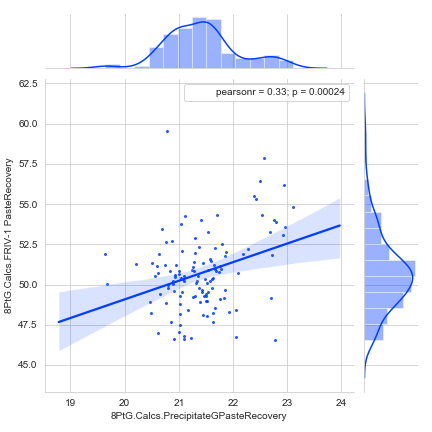 pearsonr = 0.33; p = 0.00024
62.5
60.0
57.5
55.0
52.5
50.0
47.5
45.0
8PtG.Calcs.FRIV-1 PasteRecovery
19 20 21 22 23 24
8PtG.Calcs.PrecipitateGPasteRecovery